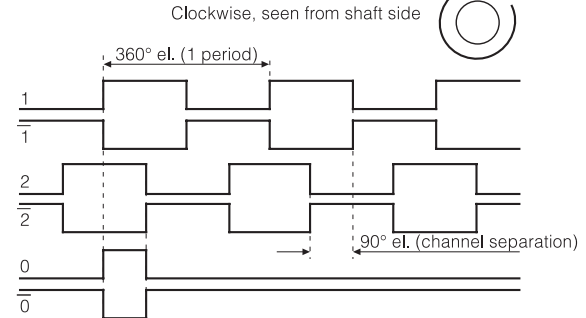 Clockwise, seen from shaft side
360° el. (1 period)
1
1
2
2
90° el. (channel separation)
0
0